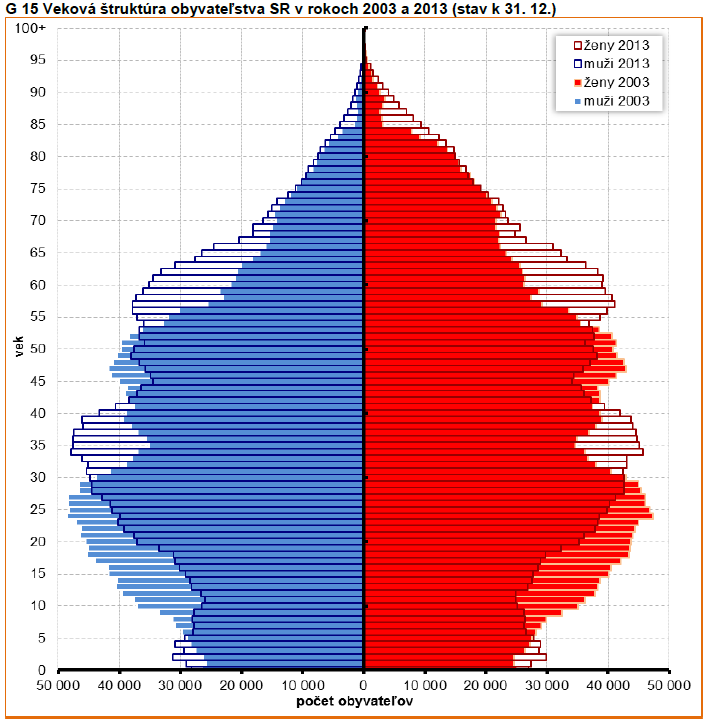 G 15 Veková štruktúra obyvateľstva SR v rokoch 2003 a 2013 (stav k 31. 12.)
100+
95
90
85
80
75
70
65
60
55
50
45
40
35
30
25
20
15
10
5
0
vek
ženy 2013
muži 2013
ženy 2003
muži 2003
50 000 40 000 30 000 20 000 10 000 0 10 000 20 000 30 000 40 000 50 000
počet obyvateľov